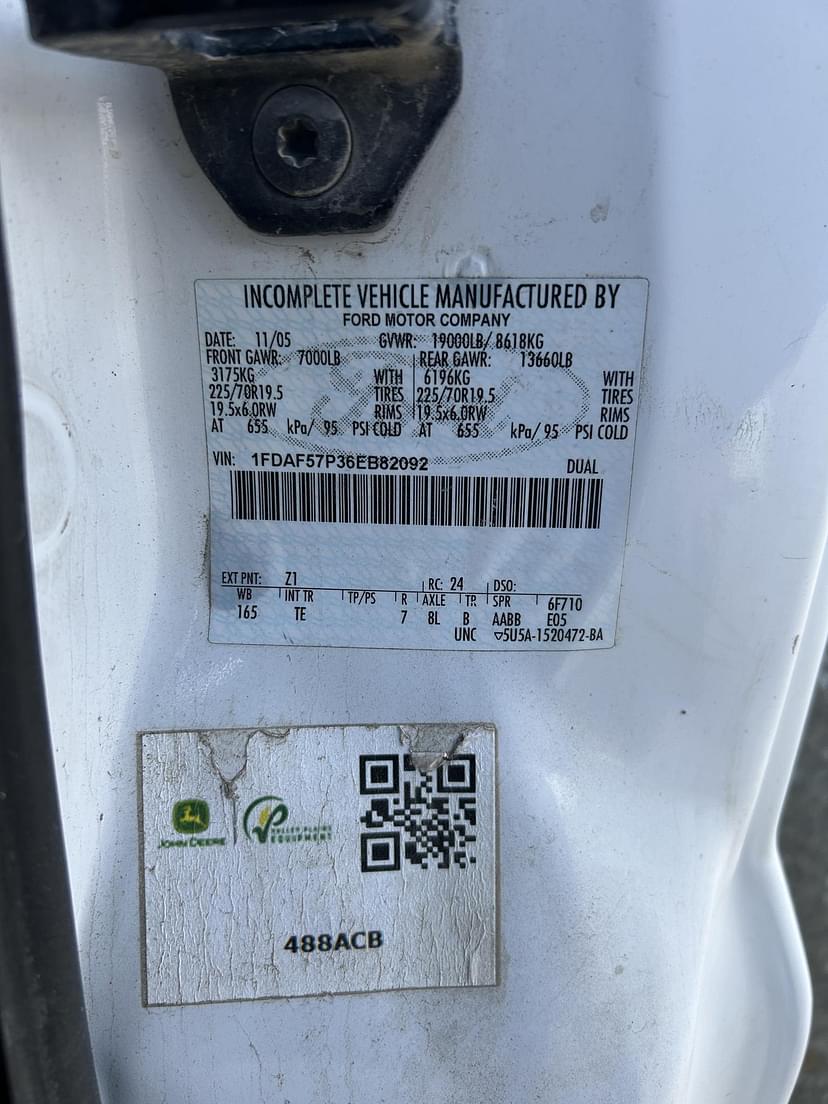 INCOMPLETE VEHICLE MANUFACTURED BY
FORD MOTOR COMPANY
DATE: 11/05 GVWR: 19000LB/ 8618KG
FRONT GAWR: 7000LB REAR GAWR: 13660LB
3175KG WITH 6196KG WITH
225/70R19.5 TIRES 225/70R19.5 TIRES
19.5x6.0RW RIMS 19.5x6.0RW RIMS
AT 655 kPa/ 95 PSI COLD AT 655 kPa/ 95 PSI COLD
VIN: 1FDAF57P36EB82092 DUAL
EXT PNT: Z1 RC: 24 DSO:
WB INT TR TP/PS R AXLE TR SPR 6F710
165 TE 7 8L B AABB E05
UNC ▽5U5A-1520472-BA
JOHN DEERE VALLEY PLAINS EQUIPMENT
488ACB